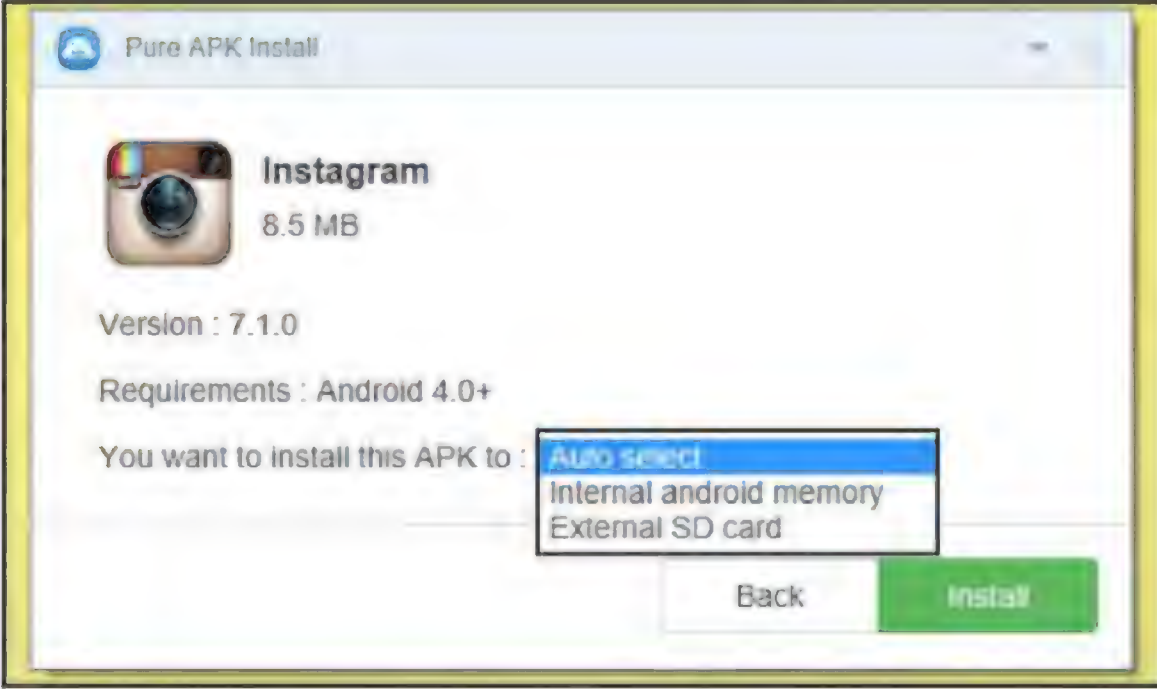 Pure APK Install
Instagram
8.5 MB
Version : 7.1.0
Requirements : Android 4.0+
You want to install this APK to : Auto select
Internal android memory
External SD card
Back Install